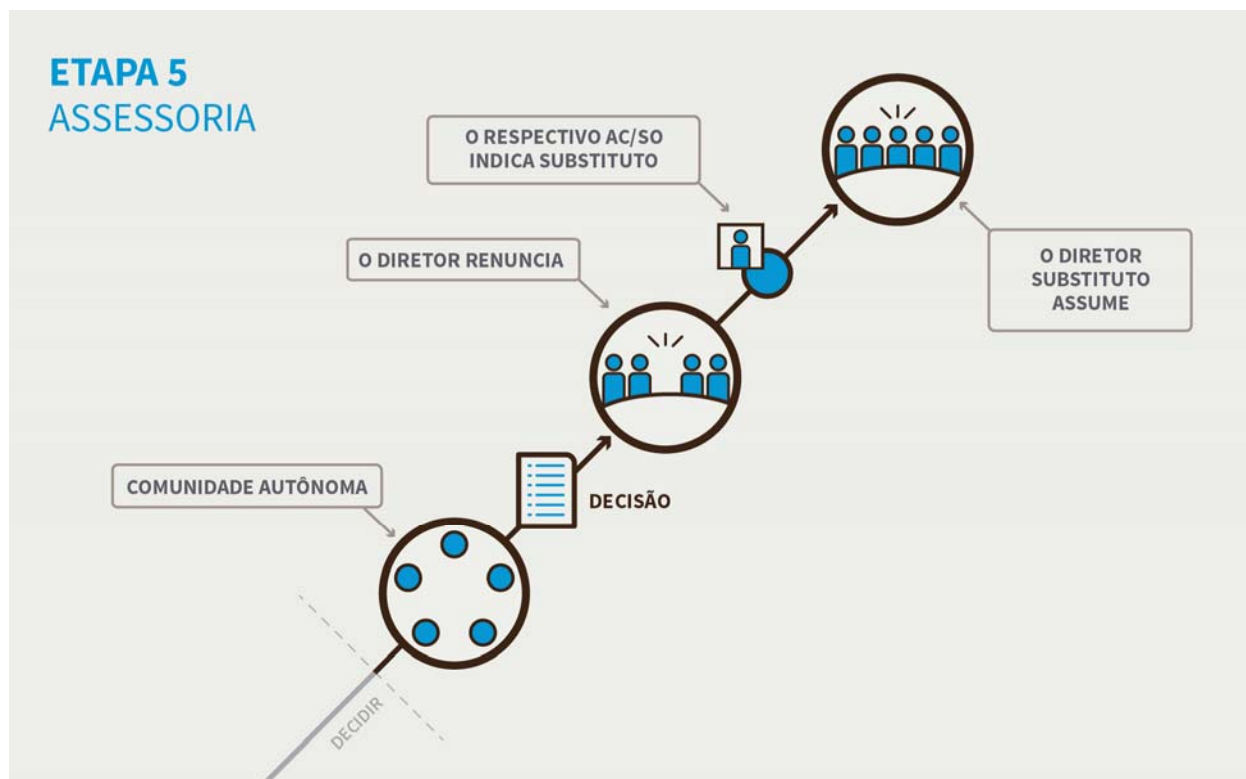 ETAPA 5
ASSESSORIA
O RESPECTIVO AC/SO
INDICA SUBSTITUTO
O DIRETOR RENUNCIA
O DIRETOR
SUBSTITUTO
ASSUME
COMUNIDADE AUTÔNOMA
DECISÃO
DECIDIR